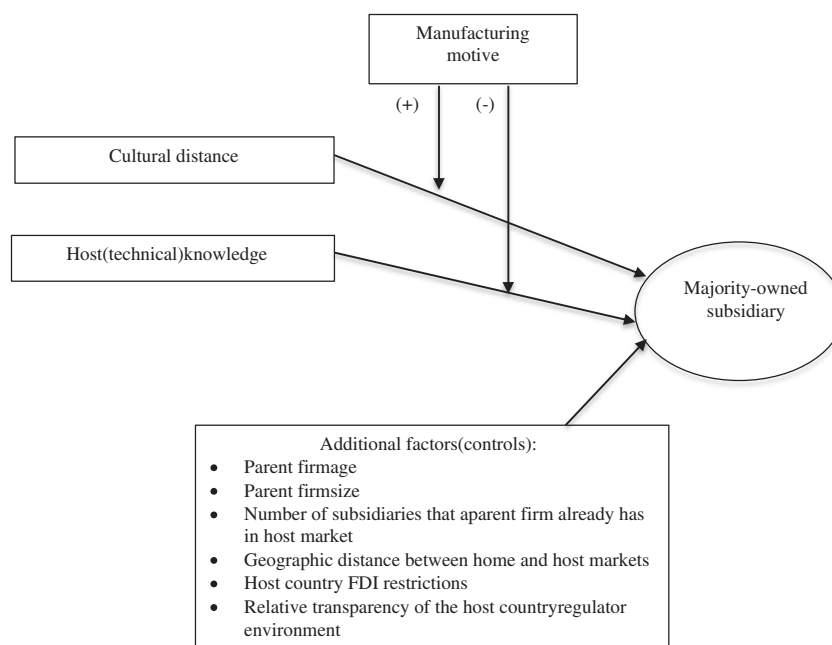 Manufacturing
motive
(+)
(-)
Cultural distance
Host(technical)knowledge
Majority-owned
subsidiary
Additional factors(controls):
• Parent firmage
• Parent firmsize
• Number of subsidiaries that aparent firm already has
in host market
• Geographic distance between home and host markets
• Host country FDI restrictions
• Relative transparency of the host countryregulator
environment